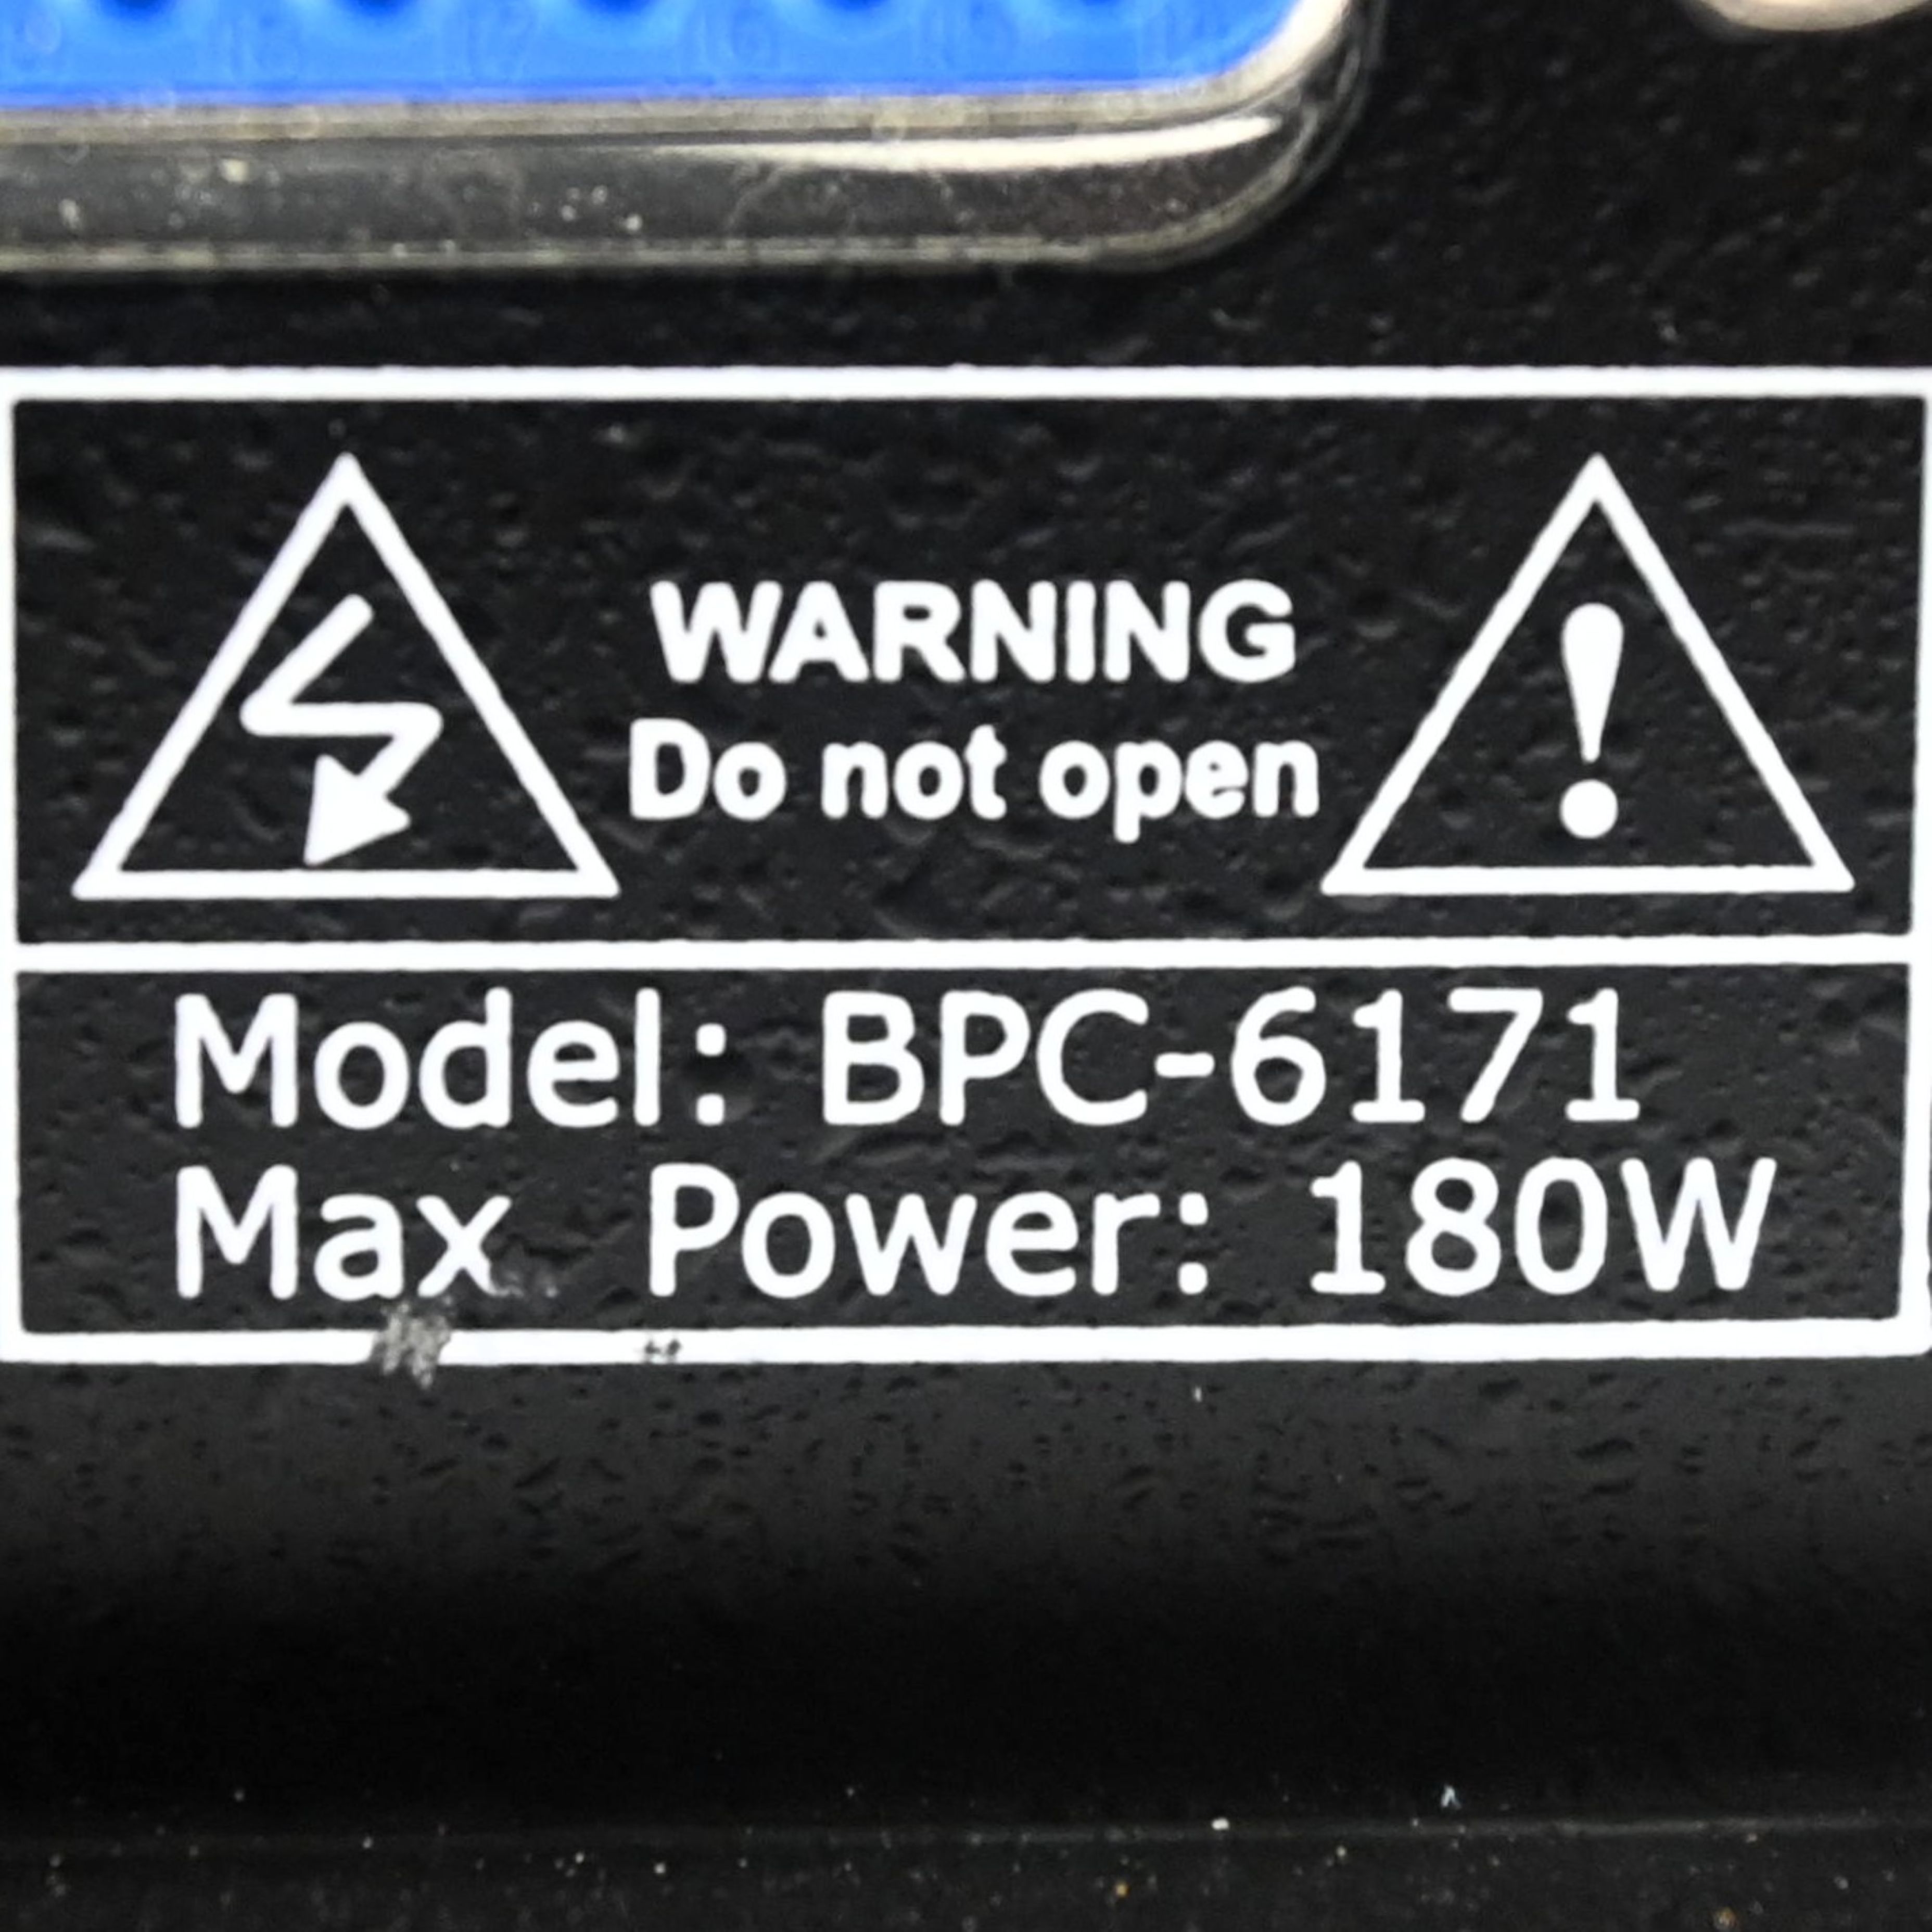 WARNING
Do not open
Model: BPC-6171
Max Power: 180W